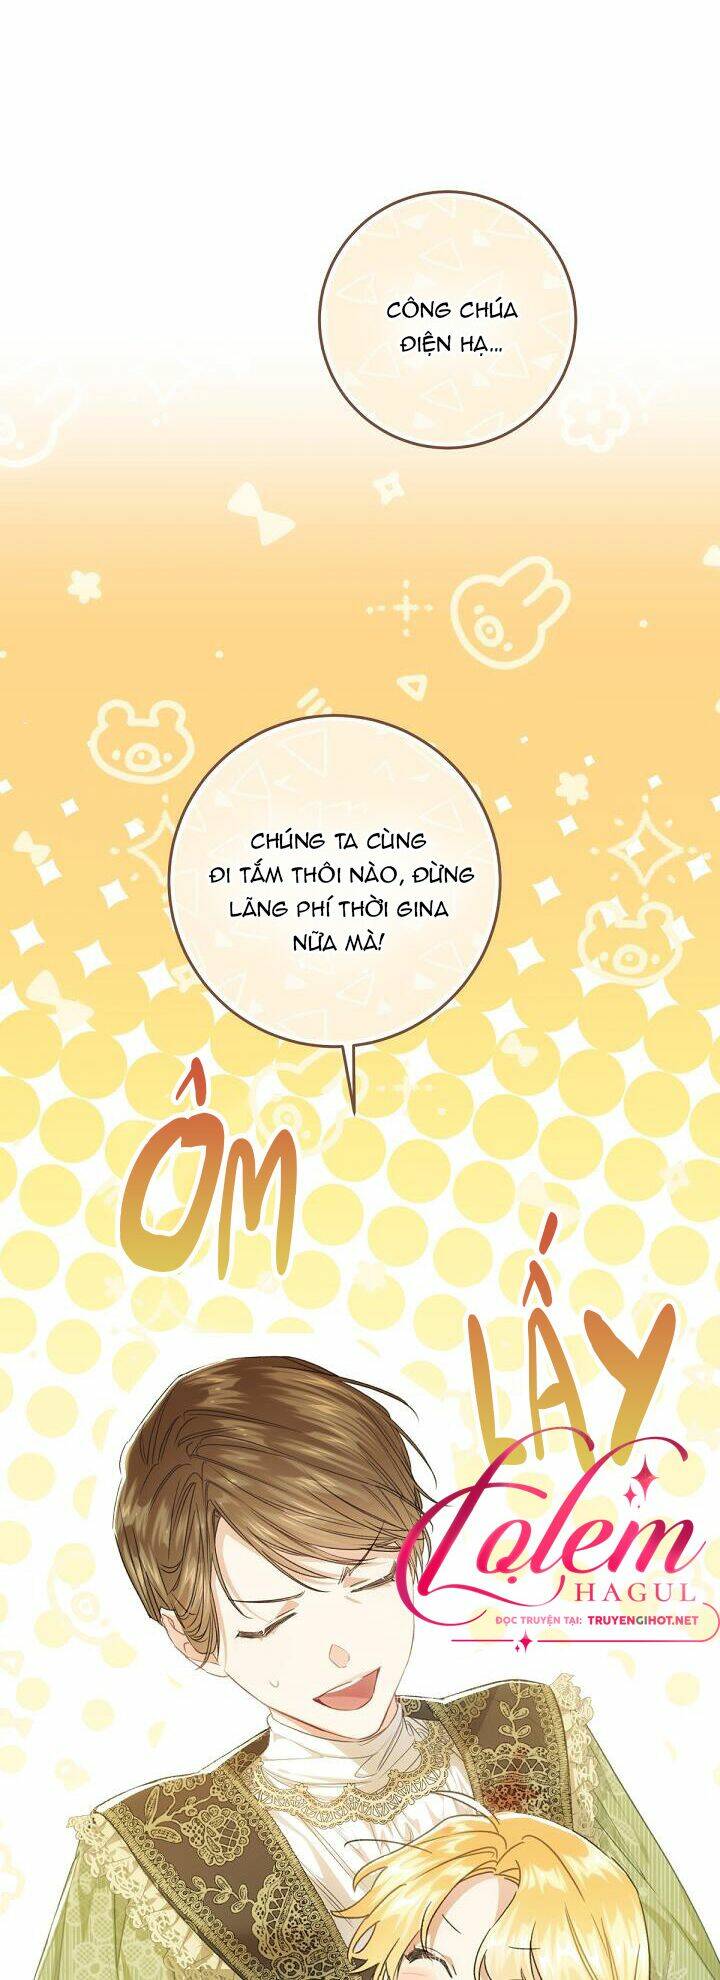 CÔNG CHÚA
ĐIỆN HẠ...
CHÚNG TA CÙNG
ĐI TẮM THÔI NÀO, ĐỪNG
LÃNG PHÍ THỜI GINA
NỮA MÀ!
ÔM
LẤY
Lọlem
HAGUL
ĐỌC TRUYỆN TẠI: TRUYENGIHOT.NET